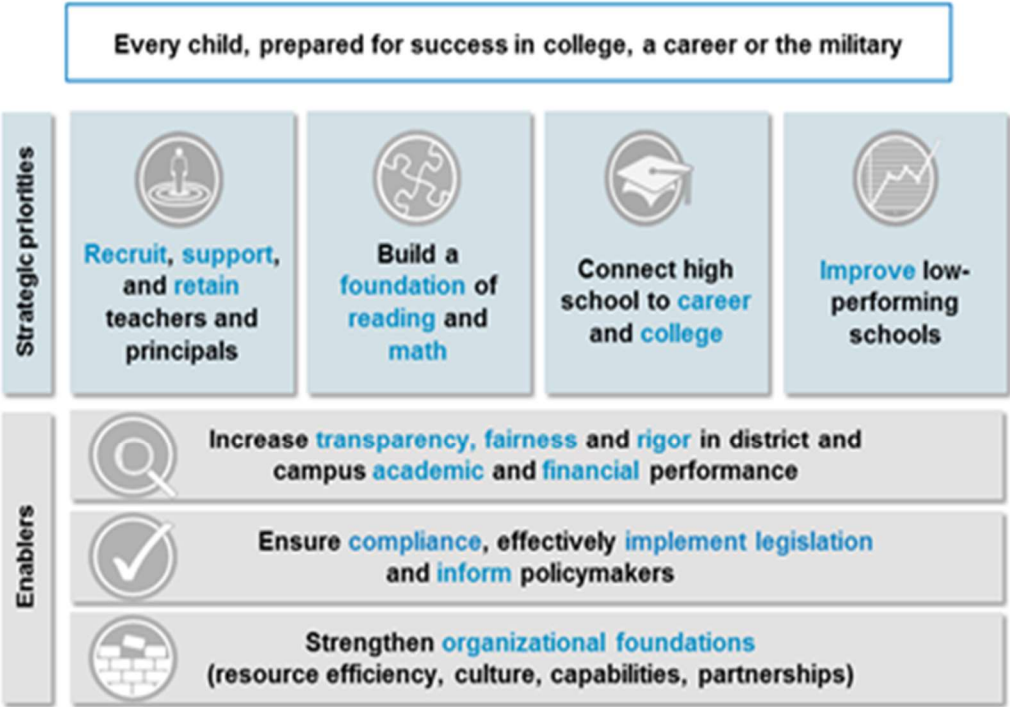 Every child, prepared for success in college, a career or the military
Strategic priorities
Recruit, support,
and retain
teachers and
principals
Build a
foundation of
reading and
math
Connect high
school to career
and college
Improve low-
performing
schools
Enablers
Increase transparency, fairness and rigor in district and
campus academic and financial performance
Ensure compliance, effectively implement legislation
and inform policymakers
Strengthen organizational foundations
(resource efficiency, culture, capabilities, partnerships)